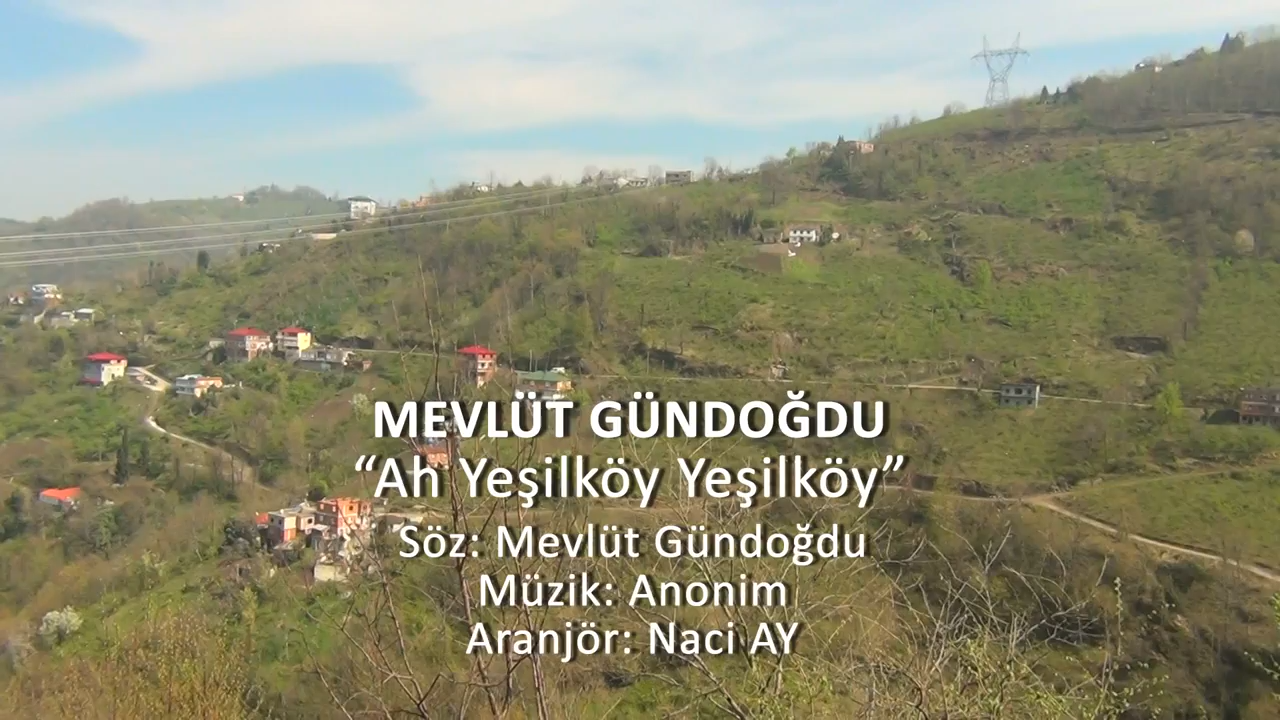 MEVLÜT GÜNDOĞDU
“Ah Yeşilköy Yeşilköy”
Söz: Mevlüt Gündoğdu
Müzik: Anonim
Aranjör: Naci AY